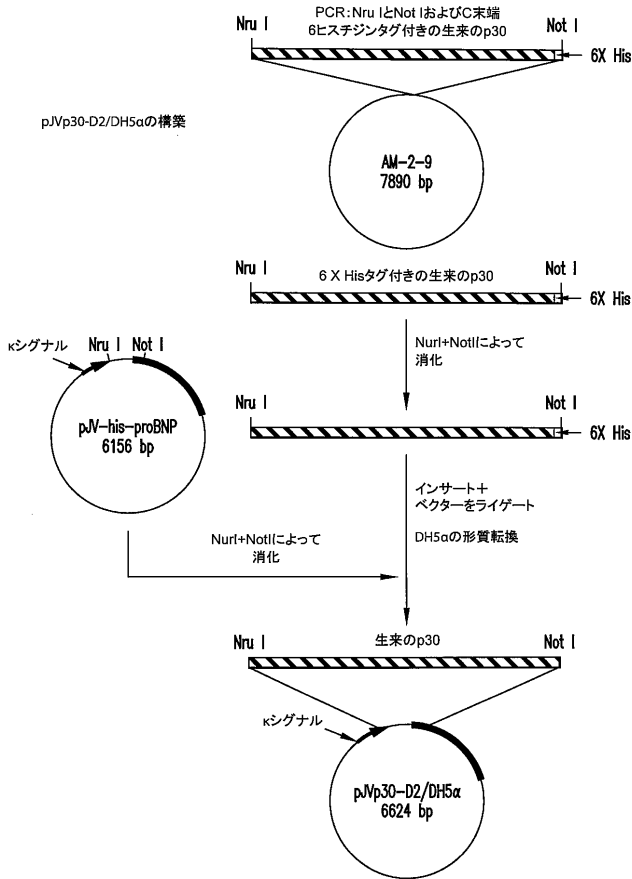 PCR：Nru IとNot IおよびC末端
6ヒスチジンタグ付きの生来のp30
Nru I
Not I
6X His
pJVp30-D2/DH5αの構築
AM-2-9
7890 bp
Nru I
6 X Hisタグ付きの生来のp30
Not I
6X His
κシグナル
Nru I
Not I
NurI+NotIによって
消化
pJV-his-proBNP
6156 bp
Nru I
Not I
6X His
インサート＋
ベクターをライゲート
DH5αの形質転換
NurI+NotIによって
消化
Nru I
生来のp30
Not I
κシグナル
pJVp30-D2/DH5α
6624 bp